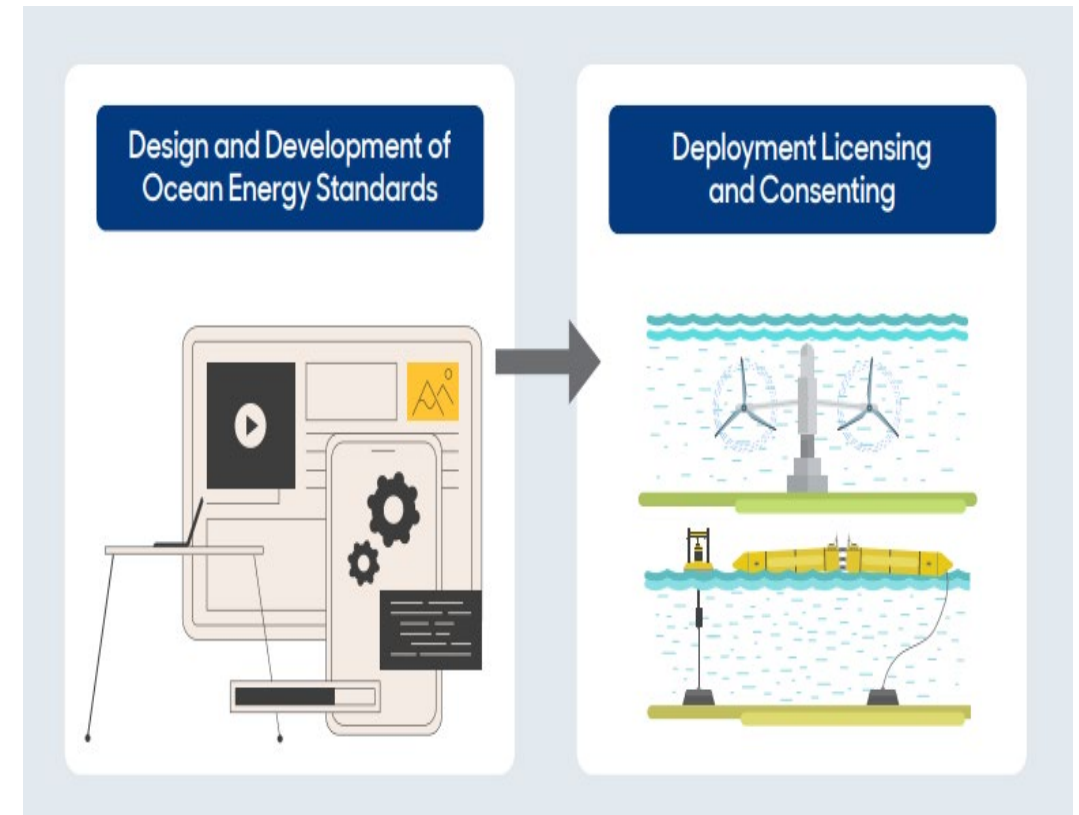 Design and Development of
Ocean Energy Standards
Deployment Licensing
and Consenting